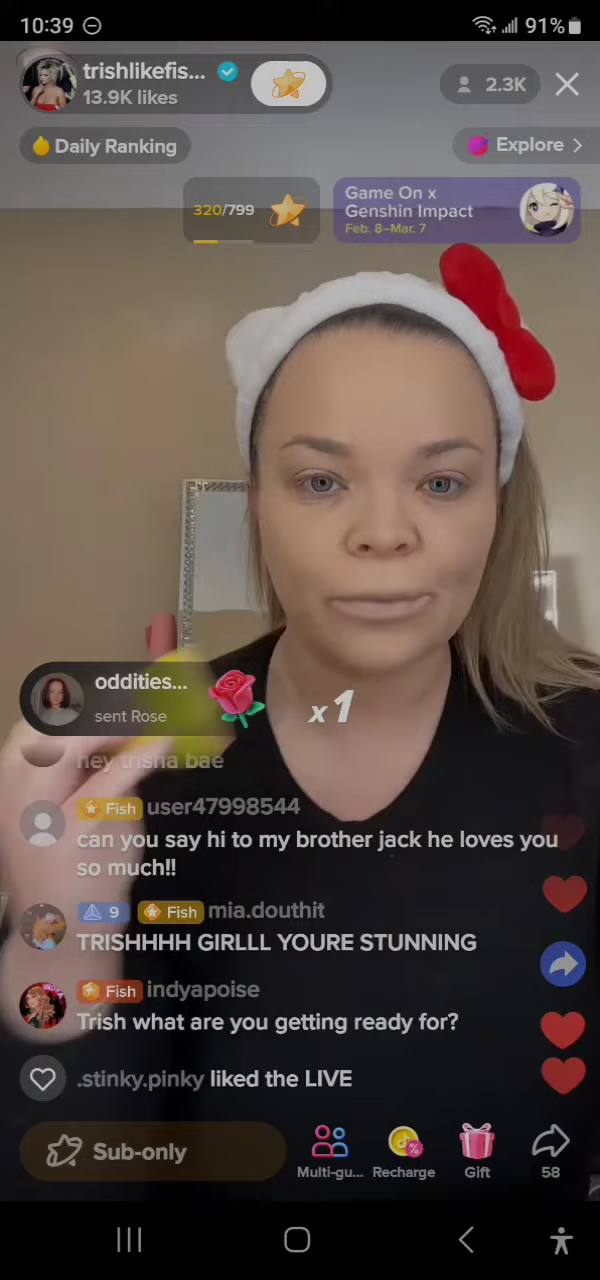 10:39
91%
trishlikefis...
13.9K likes
2.3K
Daily Ranking
Explore
320/799
Game On x
Genshin Impact
Feb. 8–Mar. 7
oddities...
sent Rose
x1
hey trisha bae
Fish user47998544
can you say hi to my brother jack he loves you
so much!!
9 Fish mia.douthit
TRISHHHH GIRLLL YOURE STUNNING
Fish indyapoise
Trish what are you getting ready for?
.stinky.pinky liked the LIVE
Sub-only
Multi-gu...
Recharge
Gift
58